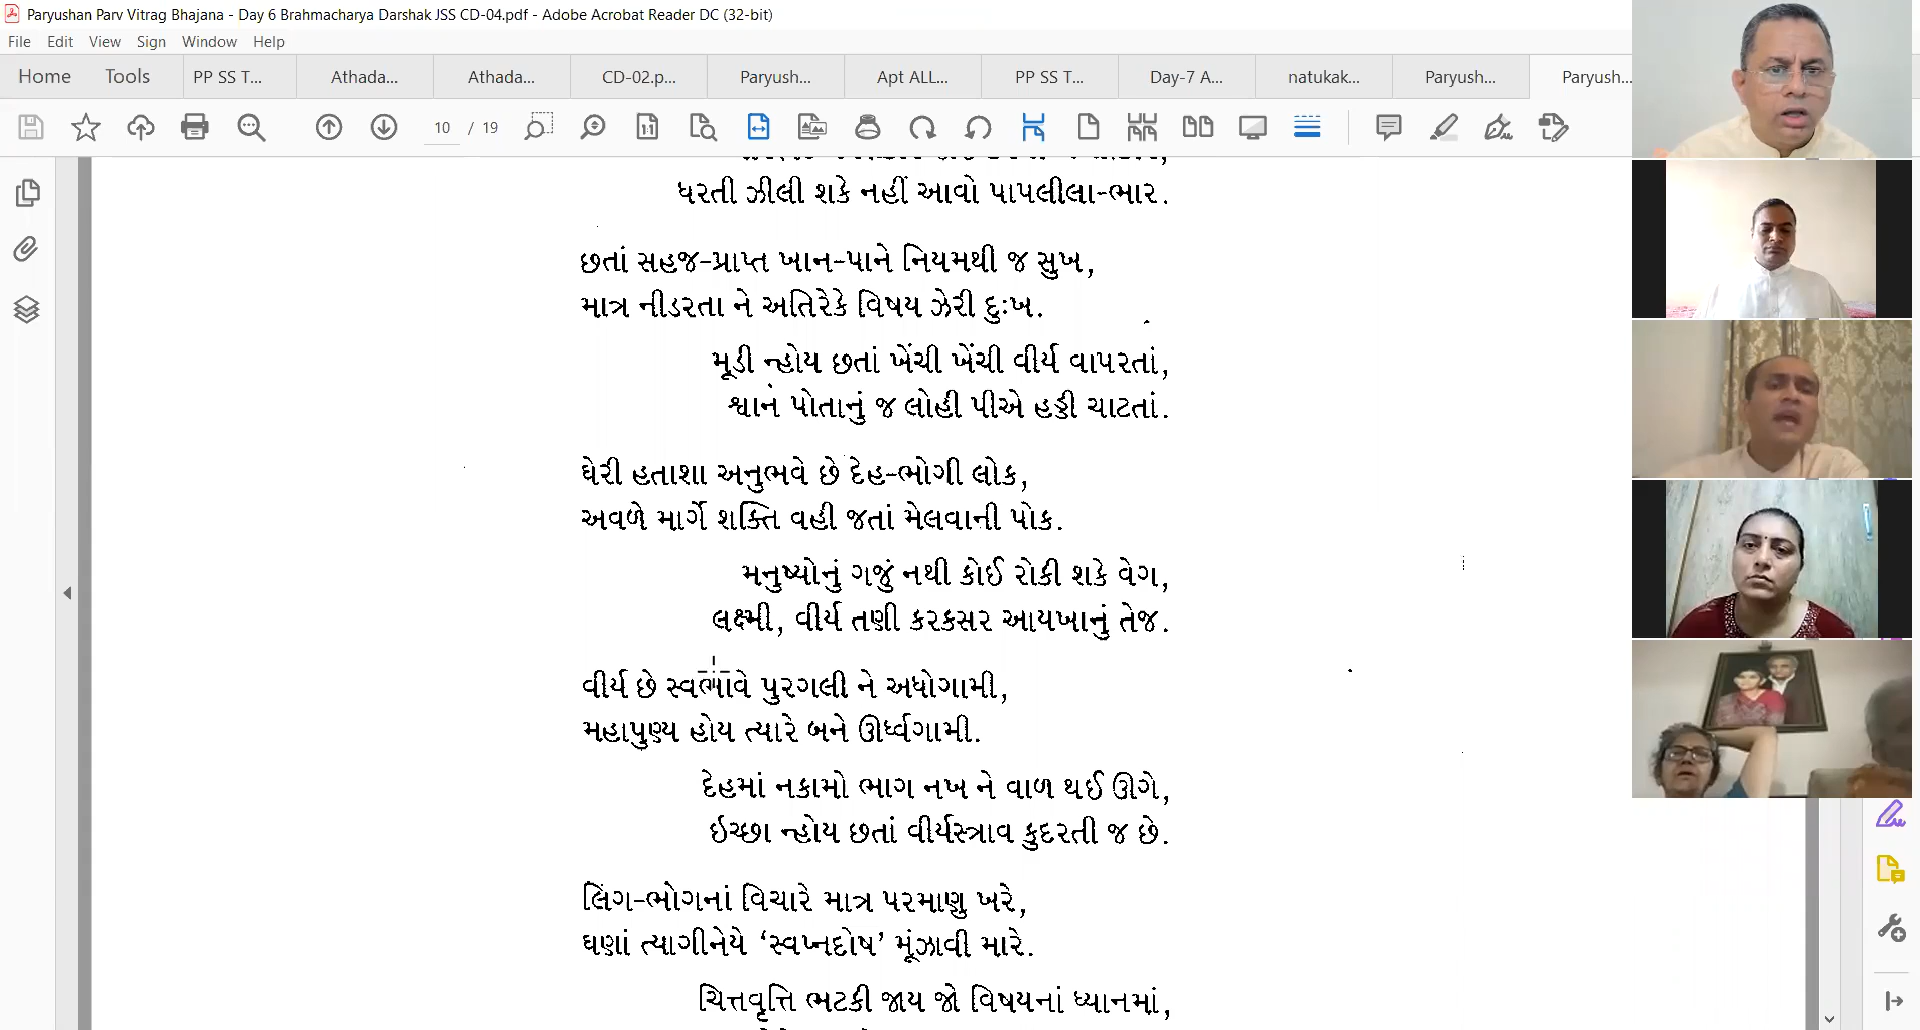 Paryushan Parv Vitrag Bhajana - Day 6 Brahmacharya Darshak JSS CD-04.pdf - Adobe Acrobat Reader DC (32-bit)
File Edit View Sign Window Help
Home Tools PP SS T... Athada... Athada... CD-02.p... Paryush... Apt ALL... PP SS T... Day-7 A... natukak... Paryush... Paryush...
10 / 19
ધરતી ઝીલી શકે નહીં આવો પાપલીલા-ભાર.
છતાં સહજ-પ્રાપ્ત ખાન-પાને નિયમથી જ સુખ,
માત્ર નીડરતા ને અતિરેકે વિષય ઝેરી દુઃખ.
મૂડી ન્હોય છતાં ખેંચી ખેંચી વીર્ય વાપરતાં,
શ્વાન પોતાનું જ લોહી પીએ હડ્ડી ચાટતાં.
ઘેરી હતાશા અનુભવે છે દેહ-ભોગી લોક,
અવળે માર્ગે શક્તિ વહી જતાં મેલવાની પોક.
મનુષ્યોનું ગજું નથી કોઈ રોકી શકે વેગ,
લક્ષ્મી, વીર્ય તણી કરકસર આયખાનું તેજ.
વીર્ય છે સ્વભાવે પુરગલી ને અધોગામી,
મહાપુણ્ય હોય ત્યારે બને ઊર્ધ્વગામી.
દેહમાં નકામો ભાગ નખ ને વાળ થઈ ઊગે,
ઇચ્છા ન્હોય છતાં વીર્યસ્ત્રાવ કુદરતી જ છે.
લિંગ-ભોગનાં વિચારે માત્ર પરમાણુ ખરે,
ઘણાં ત્યાગીનેયે ‘સ્વપ્નદોષ’ મૂંઝાવી મારે.
ચિત્તવૃત્તિ ભટકી જાય જો વિષયનાં ધ્યાનમાં,